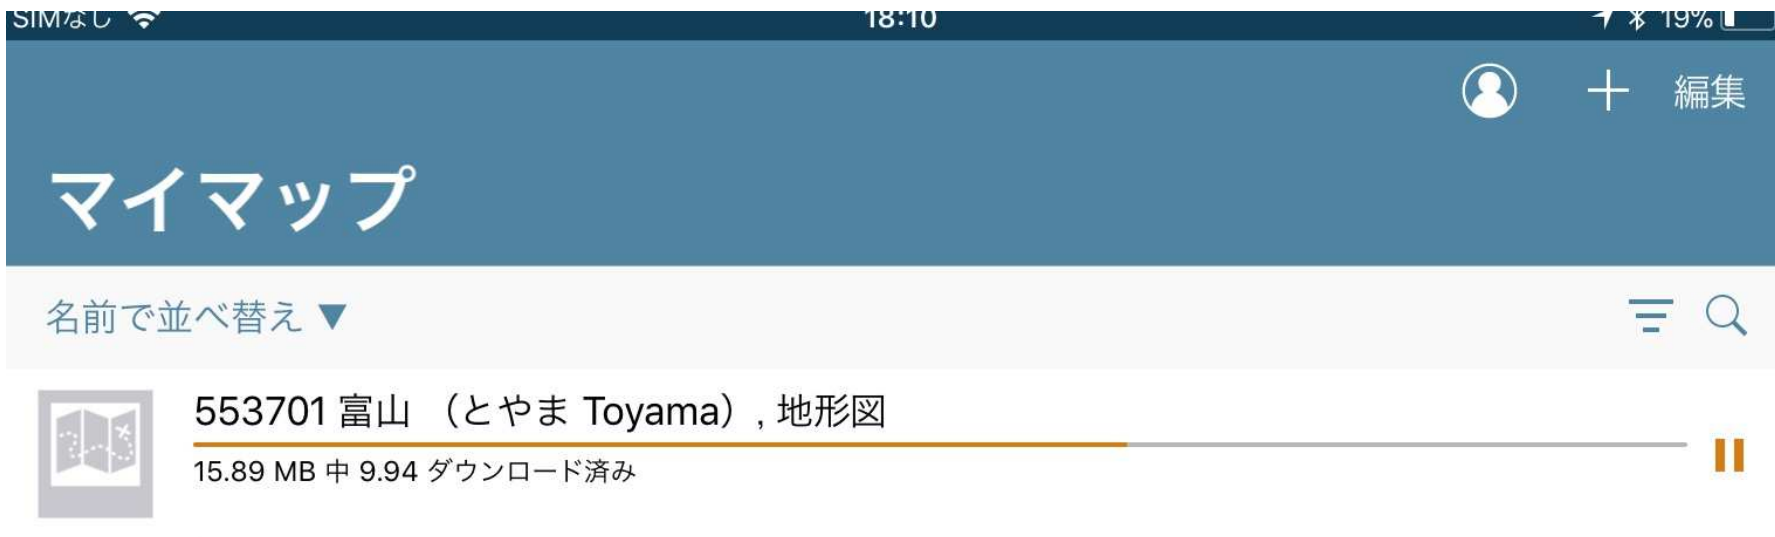 SIMなし 18:10 19%
編集
マイマップ
名前で並べ替え ▼
553701 富山 （とやま Toyama）, 地形図
15.89 MB 中 9.94 ダウンロード済み